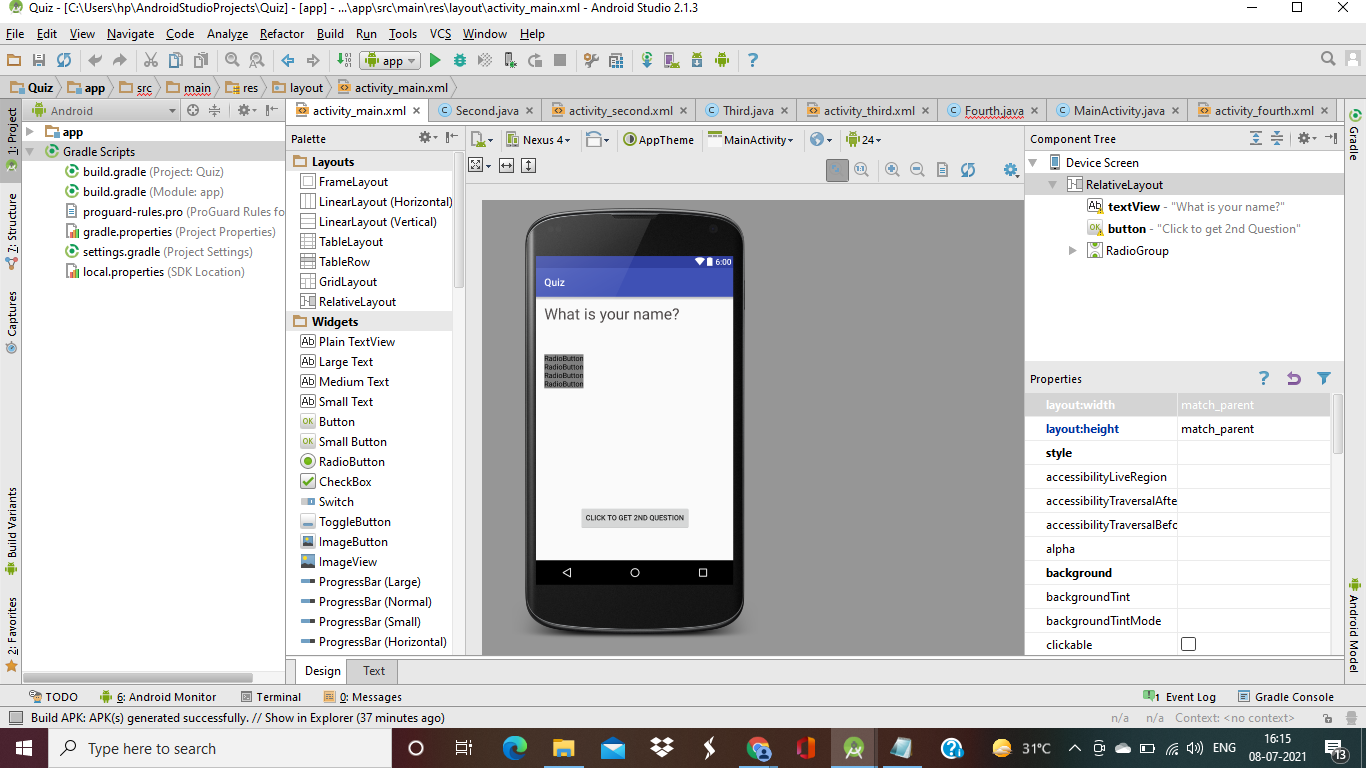 Quiz - [C:\Users\hp\AndroidStudioProjects\Quiz] - [app] - ...\app\src\main\res\layout\activity_main.xml - Android Studio 2.1.3
File Edit View Navigate Code Analyze Refactor Build Run Tools VCS Window Help
app
Quiz app src main res layout activity_main.xml
Android
activity_main.xml Second.java activity_second.xml Third.java activity_third.xml Fourth.java MainActivity.java activity_fourth.xml
1: Project
7: Structure
Captures
Build Variants
2: Favorites
app
Gradle Scripts
build.gradle (Project: Quiz)
build.gradle (Module: app)
proguard-rules.pro (ProGuard Rules fo
gradle.properties (Project Properties)
settings.gradle (Project Settings)
local.properties (SDK Location)
Palette
Layouts
FrameLayout
LinearLayout (Horizontal)
LinearLayout (Vertical)
TableLayout
TableRow
GridLayout
RelativeLayout
Widgets
Plain TextView
Large Text
Medium Text
Small Text
Button
Small Button
RadioButton
CheckBox
Switch
ToggleButton
ImageButton
ImageView
ProgressBar (Large)
ProgressBar (Normal)
ProgressBar (Small)
ProgressBar (Horizontal)
Nexus 4 AppTheme MainActivity 24
6:00
Quiz
What is your name?
RadioButton
RadioButton
RadioButton
RadioButton
CLICK TO GET 2ND QUESTION
Component Tree
Device Screen
RelativeLayout
textView - "What is your name?"
button - "Click to get 2nd Question"
RadioGroup
Properties
layout:width match_parent
layout:height match_parent
style
accessibilityLiveRegion
accessibilityTraversalAfte
accessibilityTraversalBefo
alpha
background
backgroundTint
backgroundTintMode
clickable
Gradle
Android Model
Design Text
TODO 6: Android Monitor Terminal 0: Messages 1 Event Log Gradle Console
Build APK: APK(s) generated successfully. // Show in Explorer (37 minutes ago) n/a n/a Context: <no context>
Type here to search
31°C ENG 16:15
08-07-2021
13